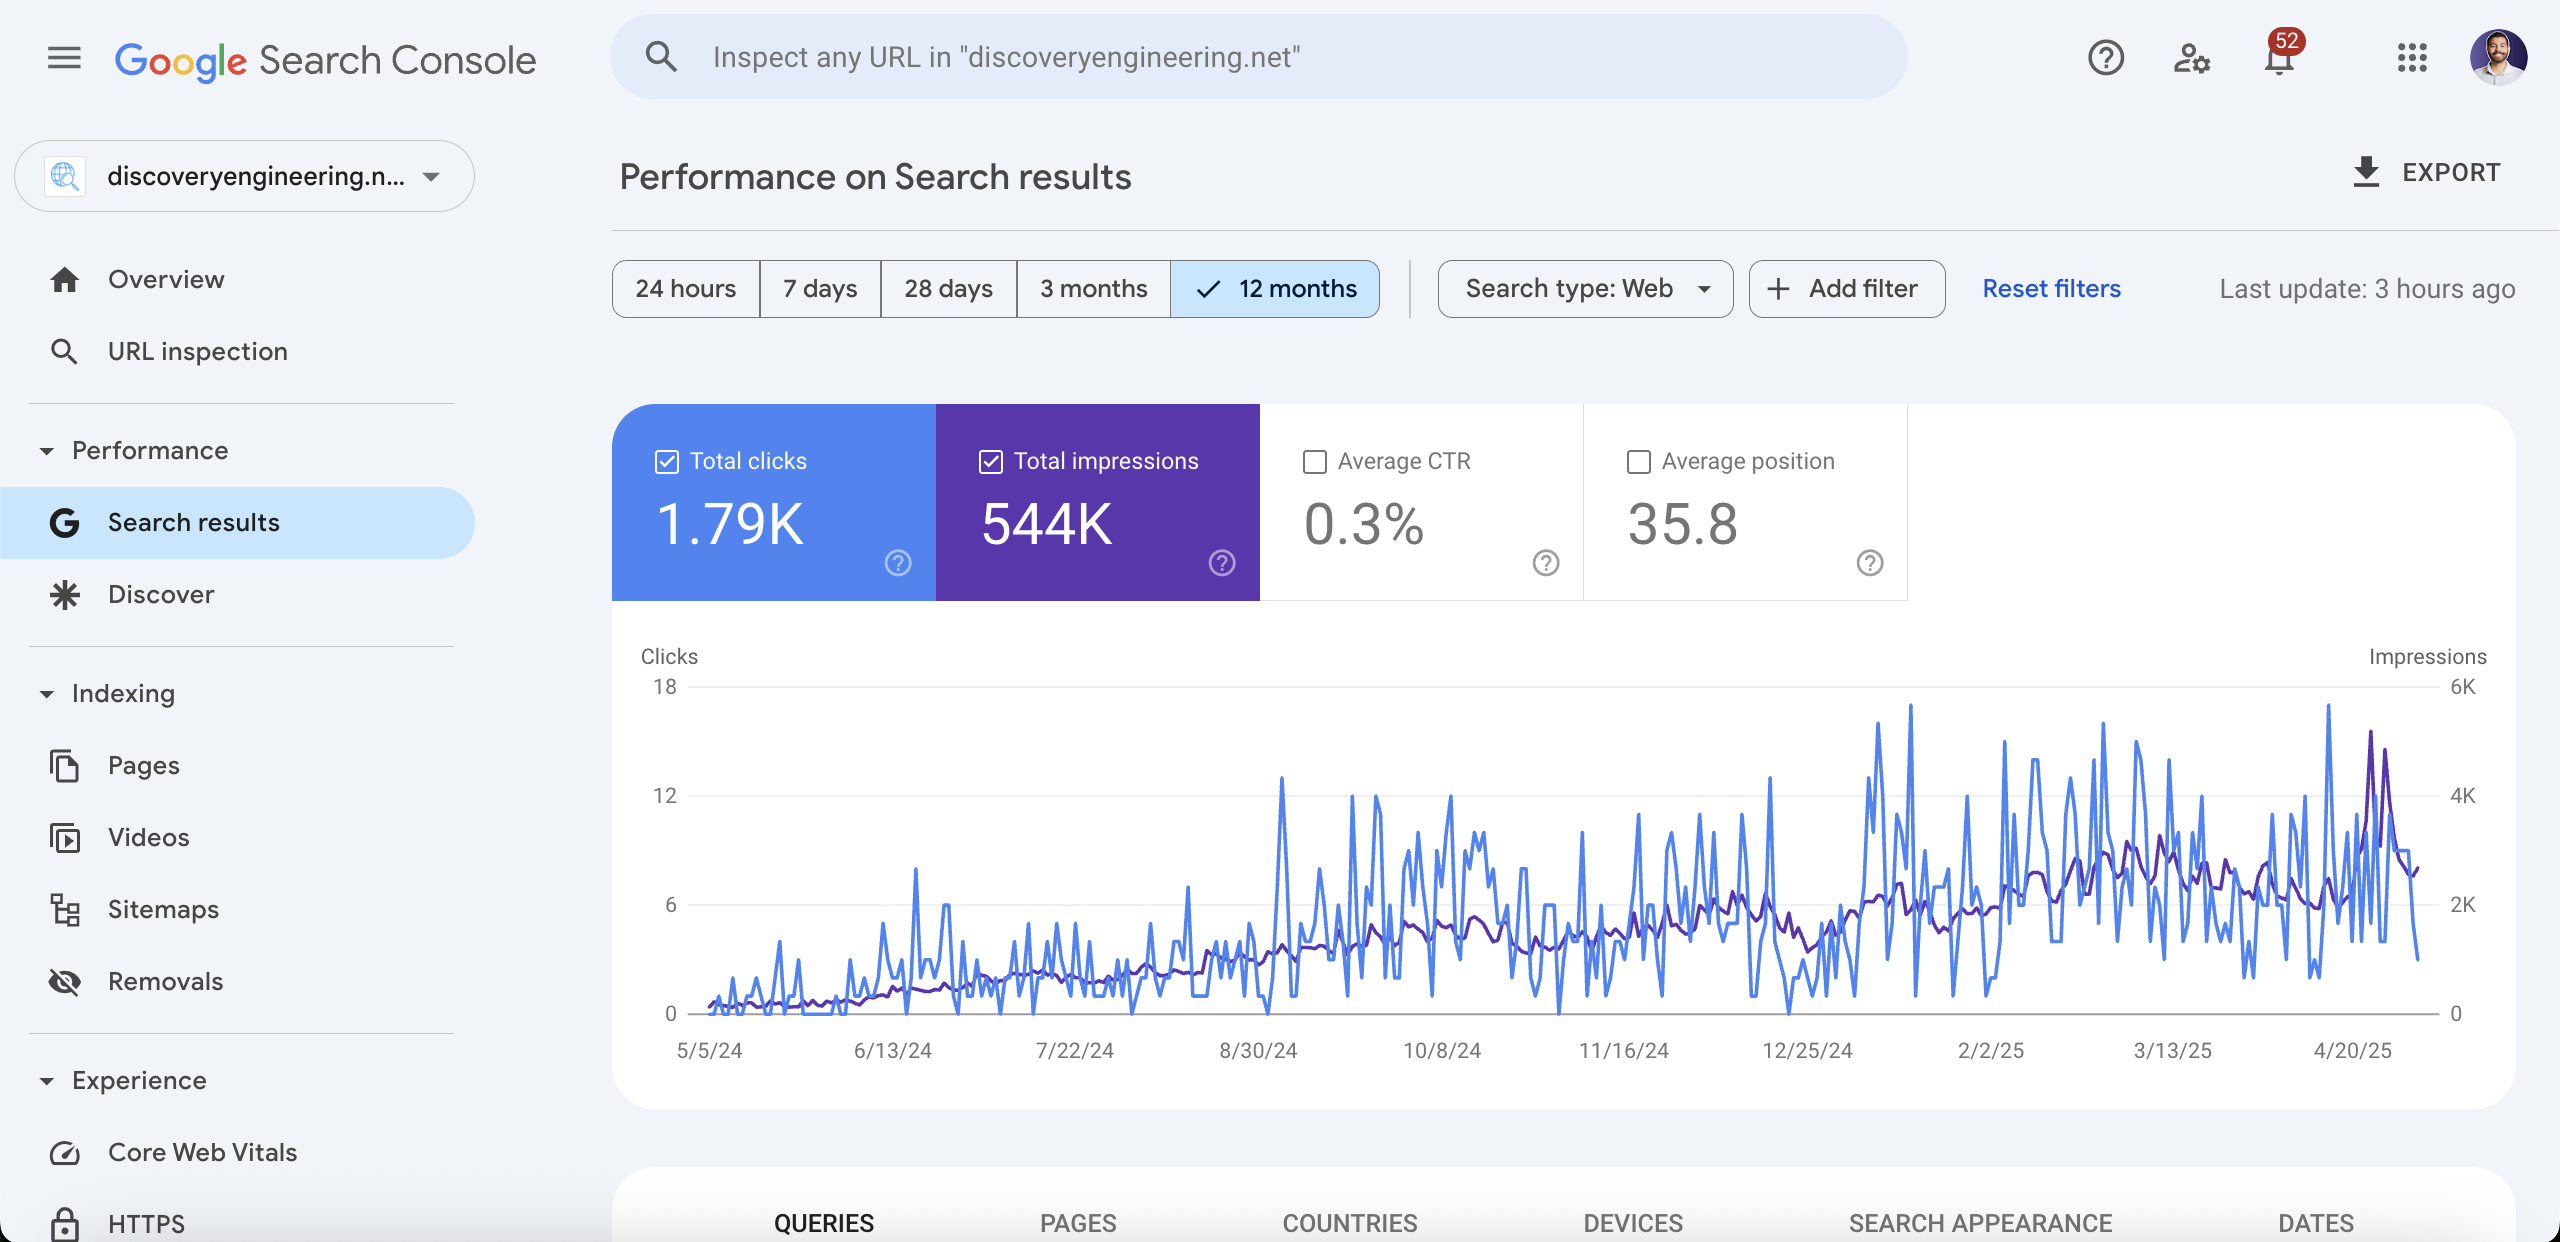 Google Search Console
Inspect any URL in "discoveryengineering.net"
52
discoveryengineering.n...
Overview
URL inspection
Performance
Search results
Discover
Indexing
Pages
Videos
Sitemaps
Removals
Experience
Core Web Vitals
HTTPS
Performance on Search results
EXPORT
24 hours
7 days
28 days
3 months
12 months
Search type: Web
Add filter
Reset filters
Last update: 3 hours ago
Total clicks
1.79K
Total impressions
544K
Average CTR
0.3%
Average position
35.8
Clicks
Impressions
18
6K
12
4K
6
2K
0
0
5/5/24
6/13/24
7/22/24
8/30/24
10/8/24
11/16/24
12/25/24
2/2/25
3/13/25
4/20/25
QUERIES
PAGES
COUNTRIES
DEVICES
SEARCH APPEARANCE
DATES